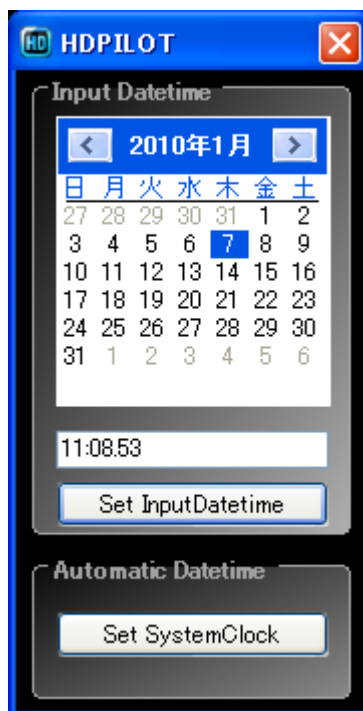 HD HDPILOT
Input Datetime
2010年1月
日 月 火 水 木 金 土
27 28 29 30 31 1 2
3 4 5 6 7 8 9
10 11 12 13 14 15 16
17 18 19 20 21 22 23
24 25 26 27 28 29 30
31 1 2 3 4 5 6
11:08.53
Set InputDatetime
Automatic Datetime
Set SystemClock